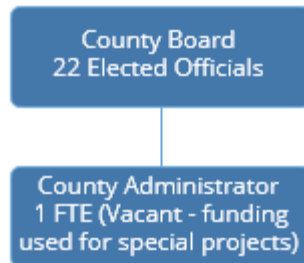 County Board
22 Elected Officials
County Administrator
1 FTE (Vacant - funding
used for special projects)